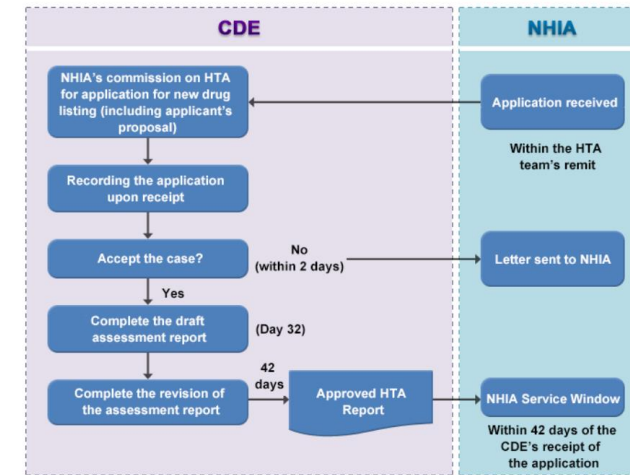 CDE
NHIA
NHIA's commission on HTA
for application for new drug
listing (including applicant's
proposal)
Application received
Within the HTA
team's remit
Recording the application
upon receipt
Accept the case?
No
(within 2 days)
Letter sent to NHIA
Yes
Complete the draft
assessment report
(Day 32)
Complete the revision of
the assessment report
42
days
Approved HTA
Report
NHIA Service Window
Within 42 days of the
CDE's receipt of
the application